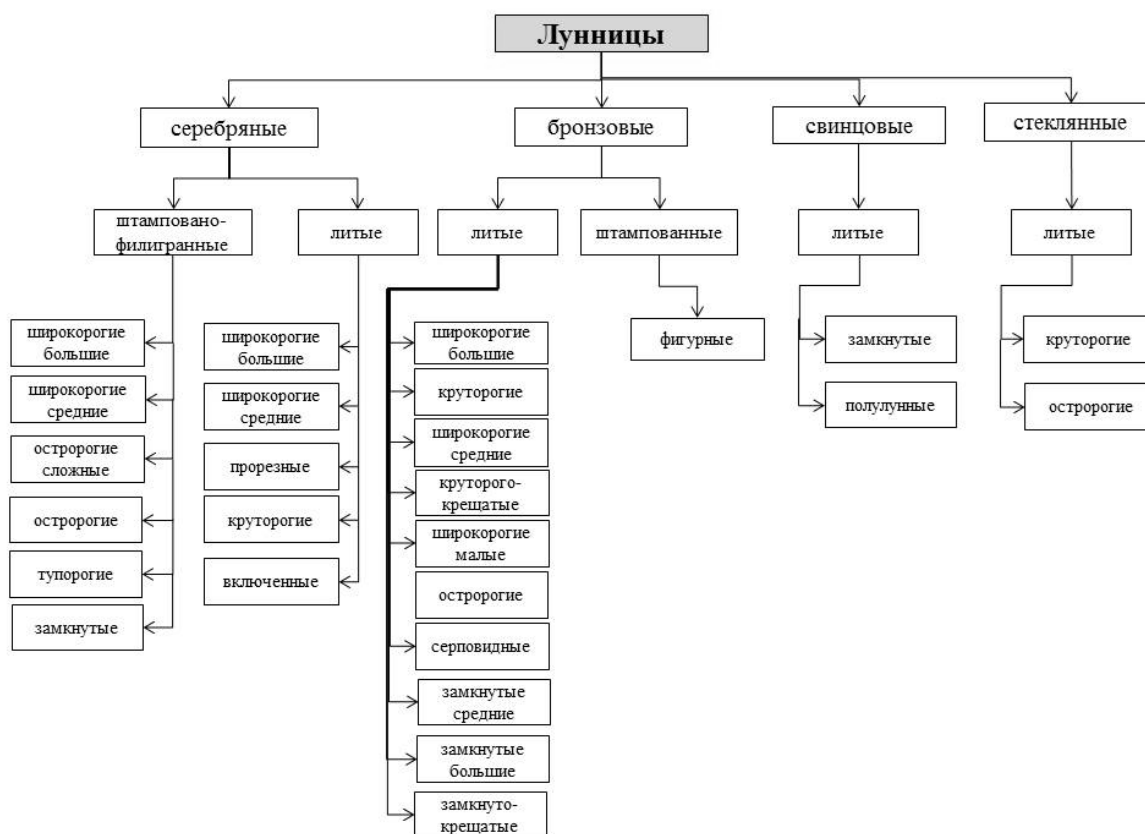 Лунницы
серебряные
бронзовые
свинцовые
стеклянные
штамповано-
филигранные
литые
литые
штампованные
литые
литые
широкорогие
большие
широкорогие
средние
остророгие
сложные
остророгие
тупорогие
замкнутые
широкорогие
большие
широкорогие
средние
прорезные
круторогие
включенные
широкорогие
большие
круторогие
широкорогие
средние
круторого-
крещатые
широкорогие
малые
остророгие
серповидные
замкнутые
средние
замкнутые
большие
замкнуто-
крещатые
фигурные
замкнутые
полулунные
круторогие
остророгие